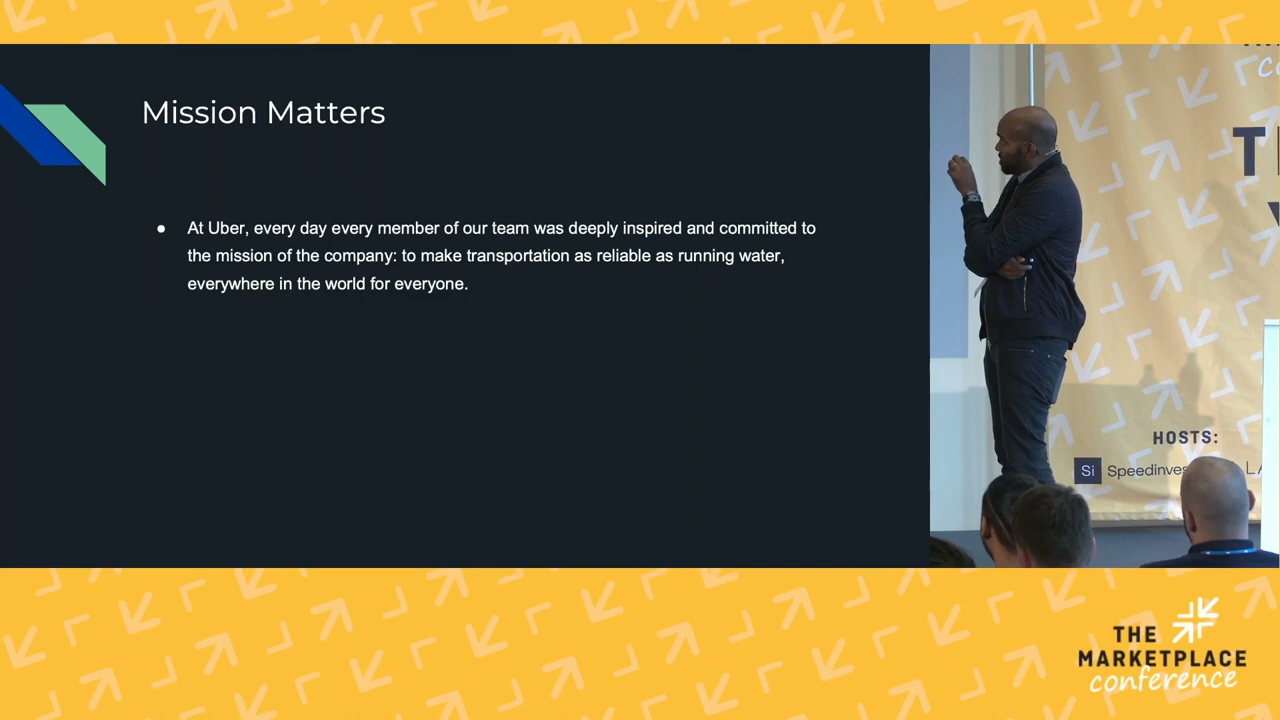 Mission Matters
● At Uber, every day every member of our team was deeply inspired and committed to
the mission of the company: to make transportation as reliable as running water,
everywhere in the world for everyone.
HOSTS:
Si Speedinves
THE
MARKETPLACE
conference